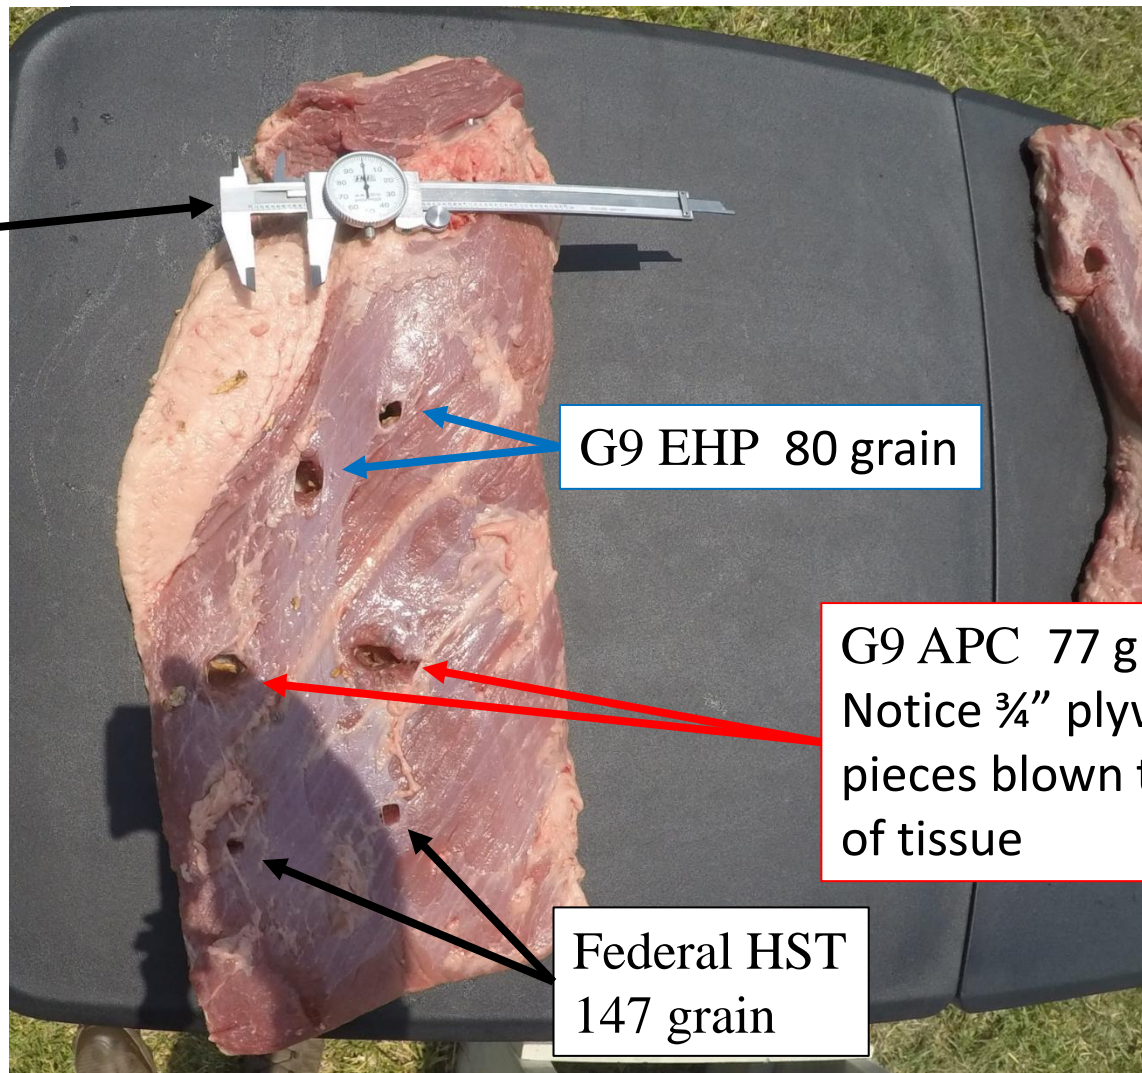 G9 EHP 80 grain
G9 APC 77 g
Notice ¾” plyw
pieces blown t
of tissue
Federal HST
147 grain